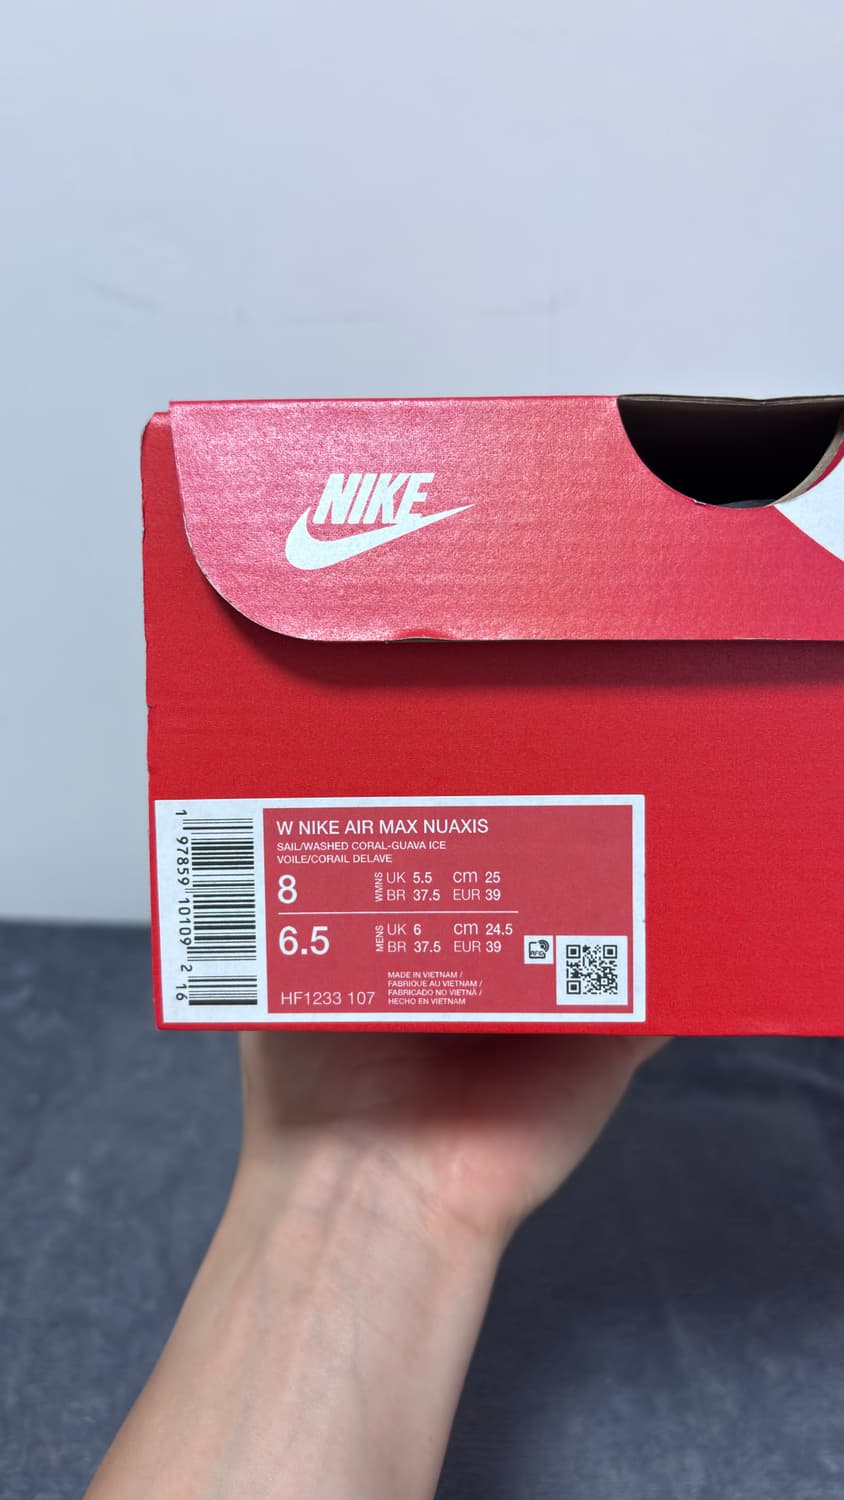 NIKE
W NIKE AIR MAX NUAXIS
SAIL/WASHED CORAL-GUAVA ICE
VOILE/CORAIL DELAVE
8 WMNS UK 5.5 cm 25
BR 37.5 EUR 39
6.5 MENS UK 6 cm 24.5
BR 37.5 EUR 39
MADE IN VIETNAM /
FABRIQUE AU VIETNAM /
FABRICADO NO VIETNÃ /
HECHO EN VIETNAM
HF1233 107
1 97859 10109 2 16